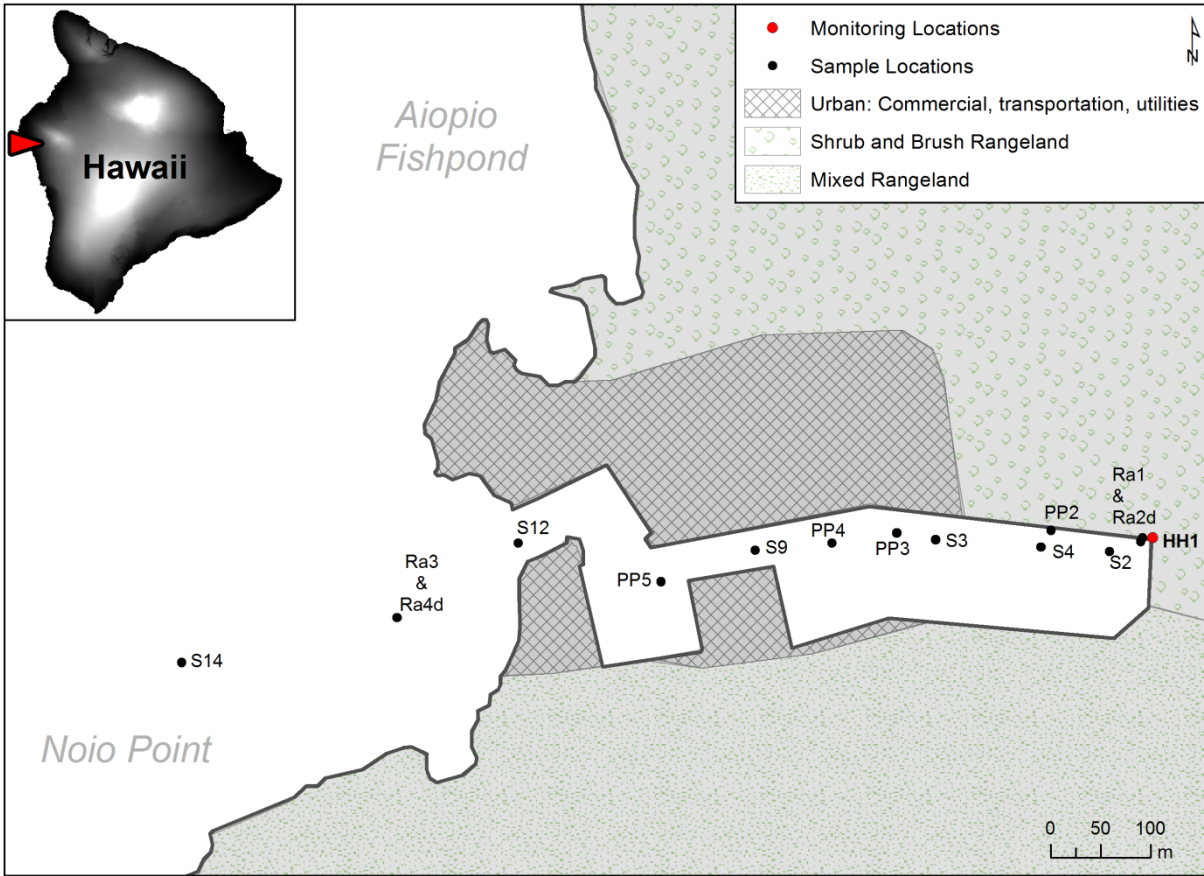 Hawaii
Aiopio
Fishpond
Monitoring Locations
Sample Locations
Urban: Commercial, transportation, utilities
Shrub and Brush Rangeland
Mixed Rangeland
N
Ra1
&
Ra2d
PP2
HH1
S12
PP4
PP3
S3
S4
S2
S9
PP5
Ra3
&
Ra4d
S14
Noio Point
0 50 100
m